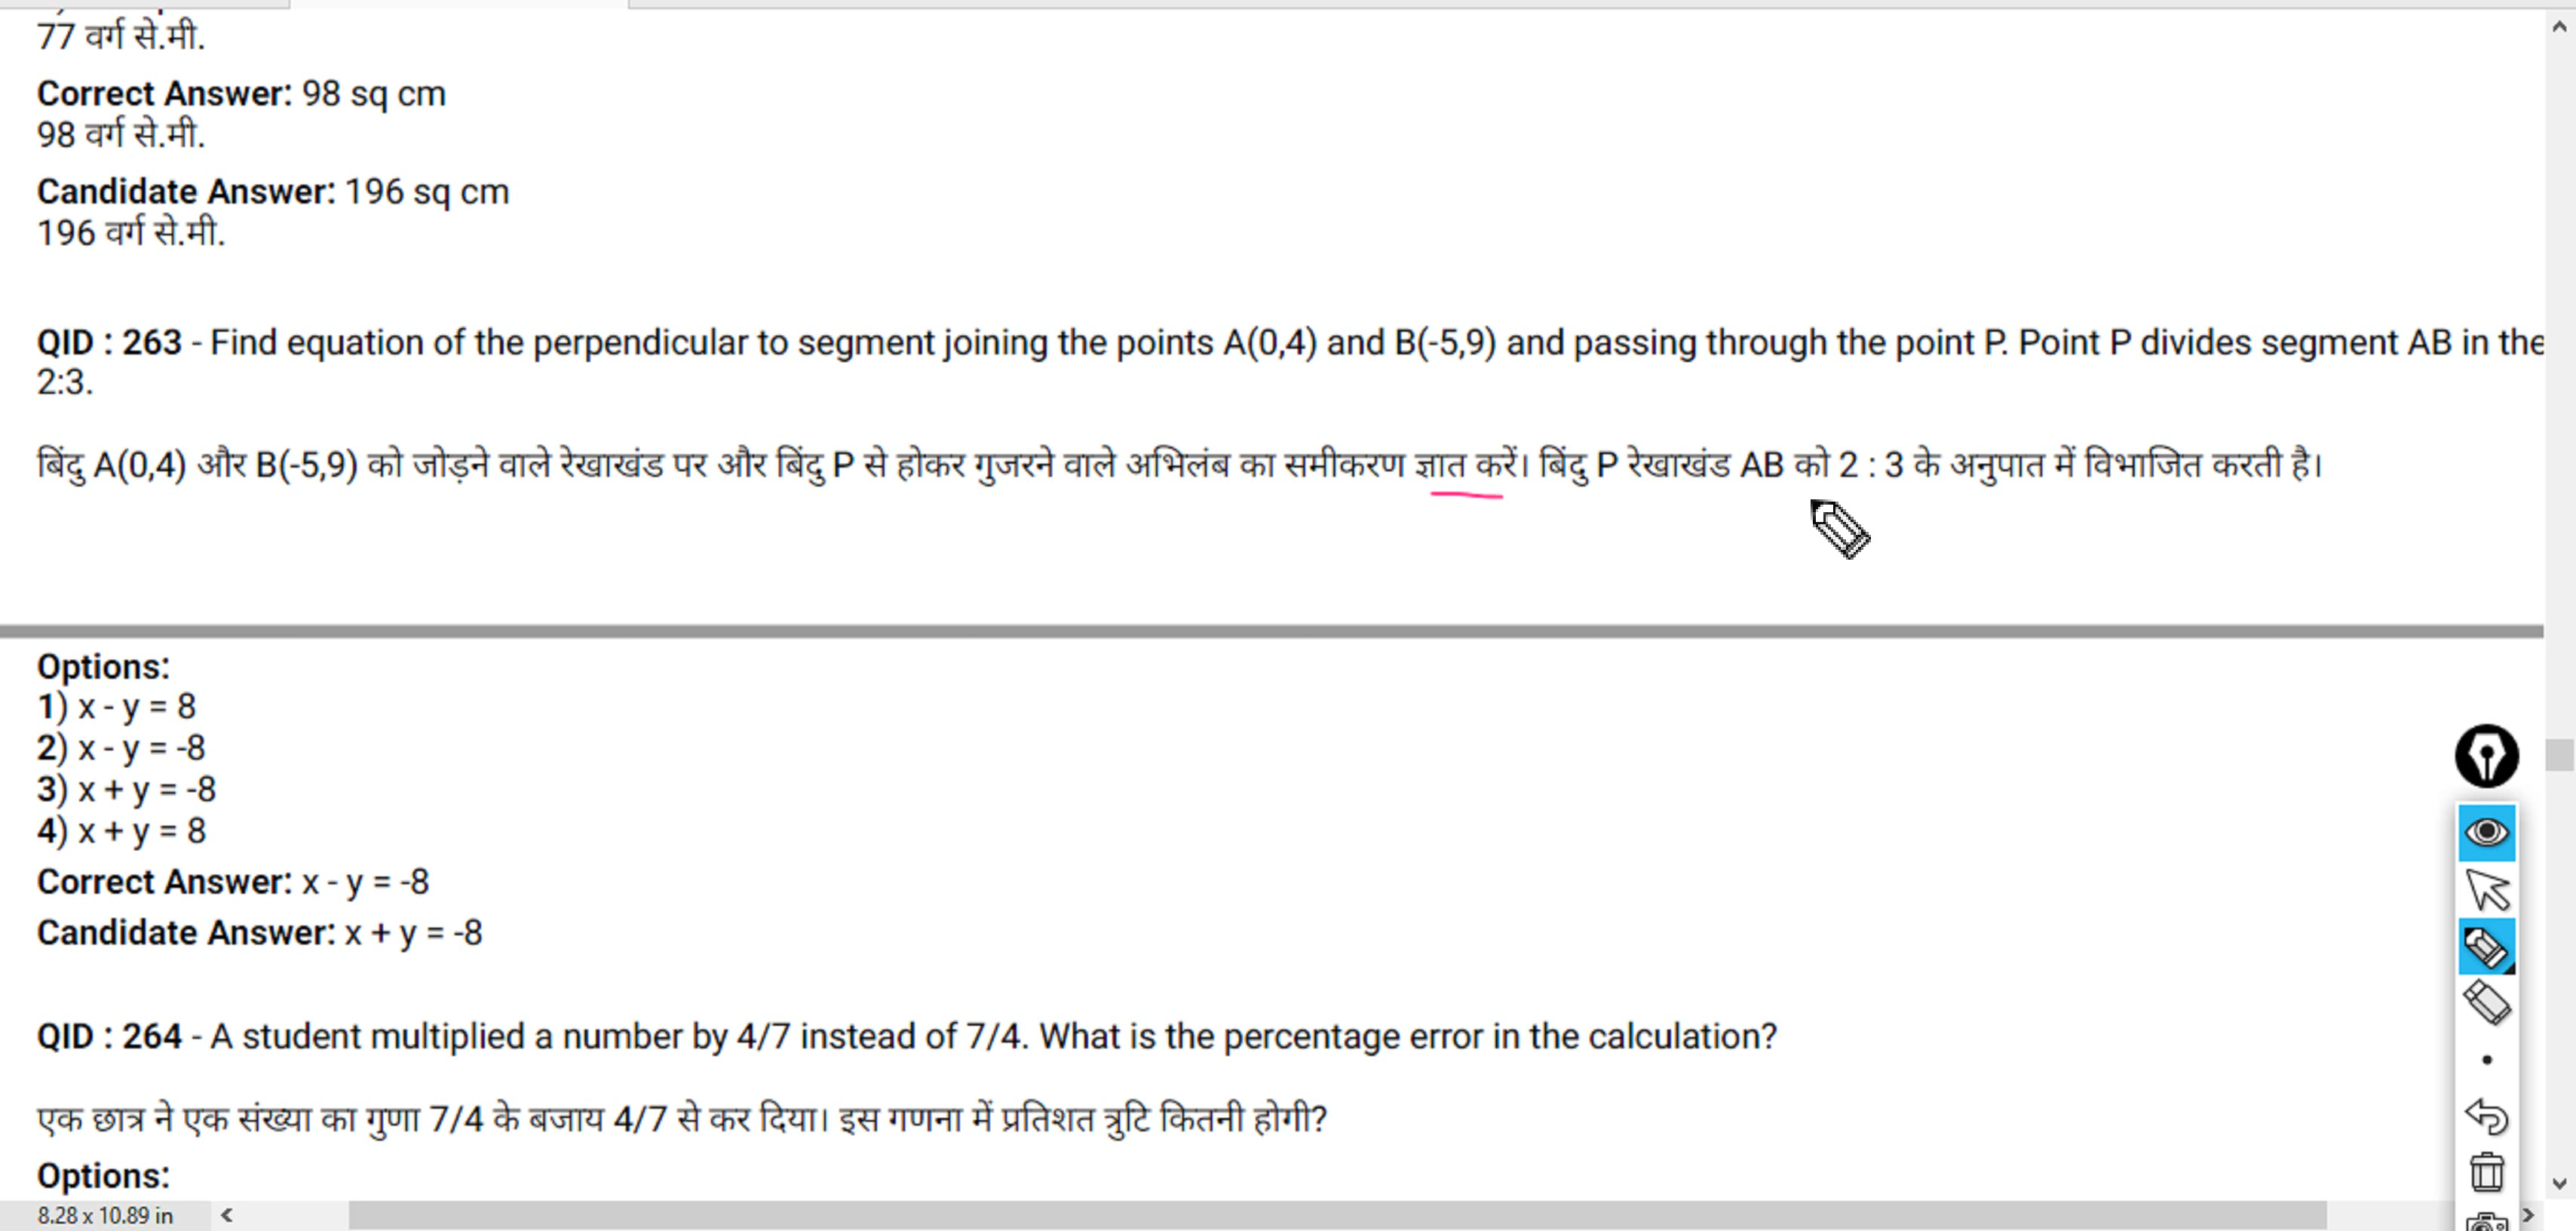 77 वर्ग से.मी.
Correct Answer: 98 sq cm
98 वर्ग से.मी.
Candidate Answer: 196 sq cm
196 वर्ग से.मी.
QID : 263 - Find equation of the perpendicular to segment joining the points A(0,4) and B(-5,9) and passing through the point P. Point P divides segment AB in the
2:3.
बिंदु A(0,4) और B(-5,9) को जोड़ने वाले रेखाखंड पर और बिंदु P से होकर गुजरने वाले अभिलंब का समीकरण ज्ञात करें। बिंदु P रेखाखंड AB को 2 : 3 के अनुपात में विभाजित करती है।
Options:
1) x - y = 8
2) x - y = -8
3) x + y = -8
4) x + y = 8
Correct Answer: x - y = -8
Candidate Answer: x + y = -8
QID : 264 - A student multiplied a number by 4/7 instead of 7/4. What is the percentage error in the calculation?
एक छात्र ने एक संख्या का गुणा 7/4 के बजाय 4/7 से कर दिया। इस गणना में प्रतिशत त्रुटि कितनी होगी?
Options:
8.28 x 10.89 in